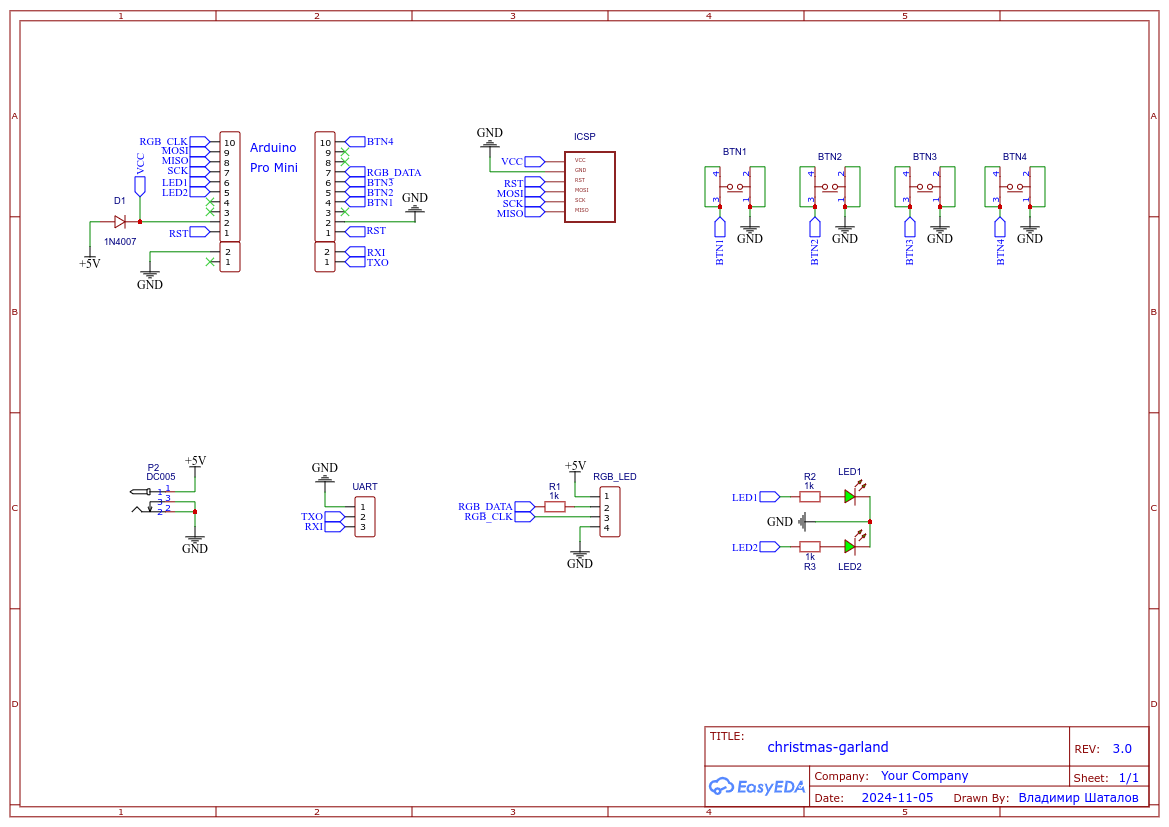 1 2 3 4 5
A A
B B
C C
D D
1 2 3 4 5
RGB_CLK
MOSI
MISO
SCK
LED1
LED2
VCC
10
9
8
7
6
5
4
3
2
1
2
1
RST
D1
1N4007
+5V
GND
Arduino
Pro Mini
10
9
8
7
6
5
4
3
2
1
2
1
BTN4
RGB_DATA
BTN3
BTN2
BTN1
GND
RST
RXI
TXO
GND
ICSP
VCC
RST
MOSI
SCK
MISO
VCC
GND
RST
MOSI
SCK
MISO
BTN1
4 2
3 1
BTN1
GND
BTN2
4 2
3 1
BTN2
GND
BTN3
4 2
3 1
BTN3
GND
BTN4
4 2
3 1
BTN4
GND
P2
DC005
+5V
1 1
3 3
2 2
GND
GND
UART
TXO
RXI
1
2
3
+5V
RGB_LED
R1
1k
RGB_DATA
RGB_CLK
1
2
3
4
GND
R2
1k
LED1
LED1
GND
LED2
1k
R3
LED2
TITLE:
christmas-garland
REV: 3.0
EasyEDA
Company: Your Company
Sheet: 1/1
Date: 2024-11-05 Drawn By: Владимир Шаталов